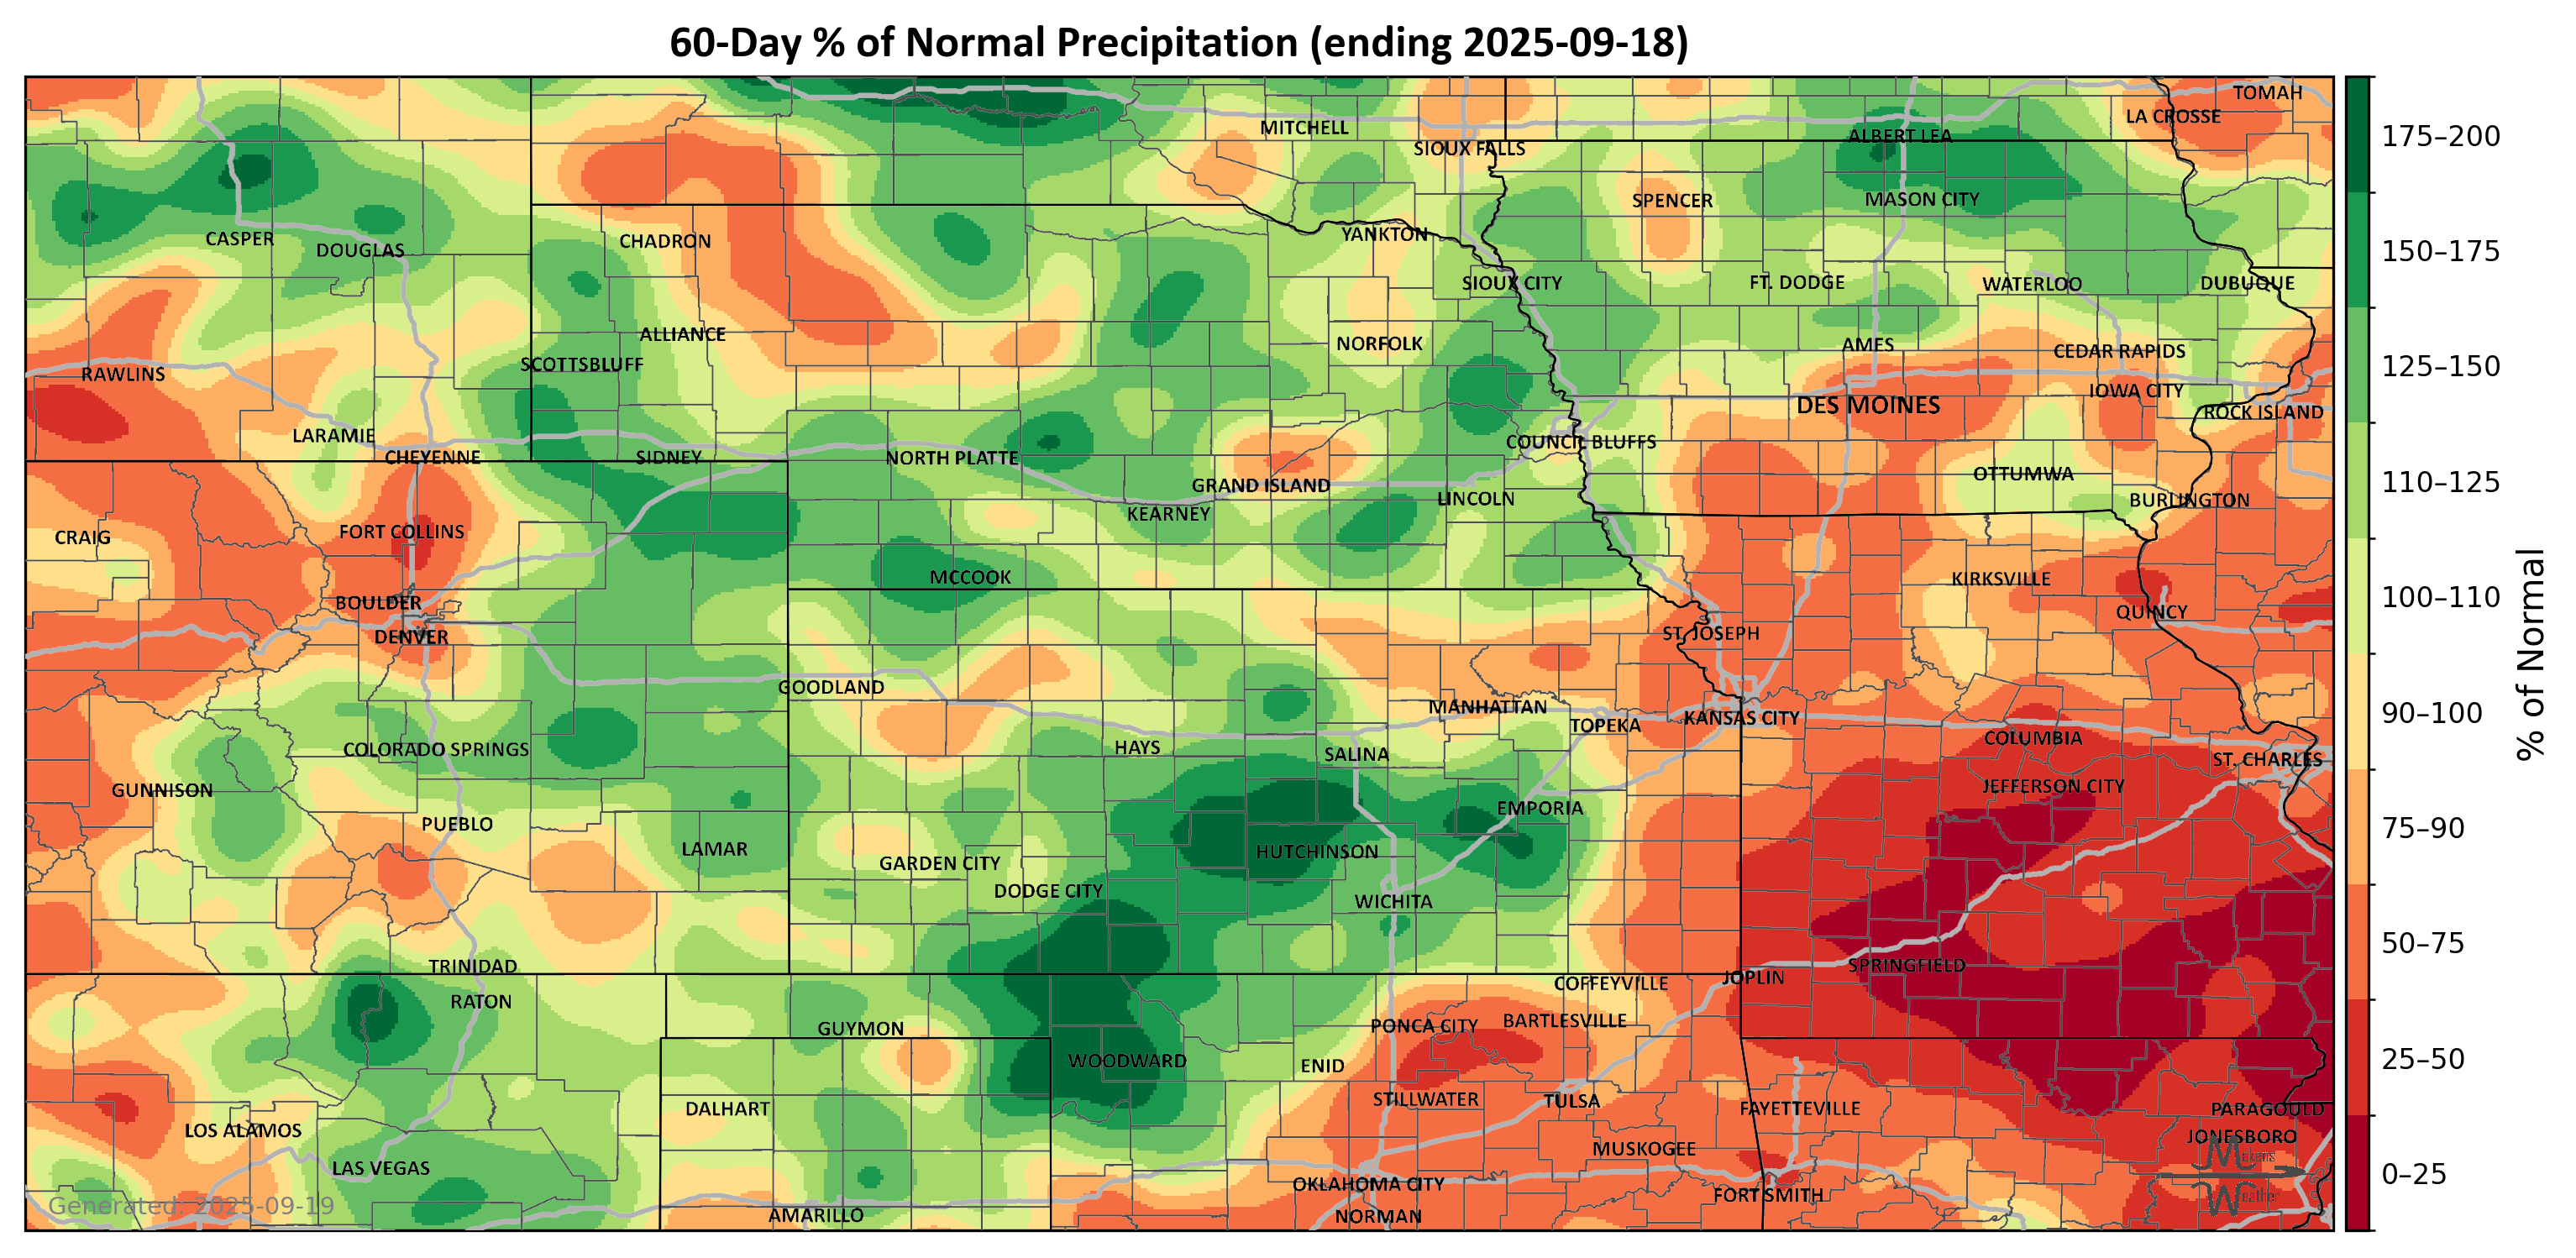 60-Day % of Normal Precipitation (ending 2025-09-18)
TOMAH
LA CROSSE
MITCHELL
ALBERT LEA
SIOUX FALLS
SPENCER
MASON CITY
CASPER
DOUGLAS
CHADRON
YANKTON
SIOUX CITY
FT. DODGE
WATERLOO
DUBUQUE
ALLIANCE
NORFOLK
AMES
CEDAR RAPIDS
SCOTTSBLUFF
RAWLINS
IOWA CITY
DES MOINES
ROCK ISLAND
LARAMIE
COUNCIL BLUFFS
CHEYENNE
SIDNEY
NORTH PLATTE
OTTUMWA
GRAND ISLAND
LINCOLN
BURLINGTON
KEARNEY
CRAIG
FORT COLLINS
MCCOOK
KIRKSVILLE
BOULDER
QUINCY
DENVER
ST. JOSEPH
GOODLAND
MANHATTAN
TOPEKA
KANSAS CITY
COLORADO SPRINGS
HAYS
SALINA
COLUMBIA
ST. CHARLES
GUNNISON
JEFFERSON CITY
EMPORIA
PUEBLO
LAMAR
GARDEN CITY
HUTCHINSON
DODGE CITY
WICHITA
TRINIDAD
SPRINGFIELD
JOPLIN
COFFEYVILLE
RATON
GUYMON
PONCA CITY
BARTLESVILLE
WOODWARD
ENID
STILLWATER
TULSA
DALHART
FAYETTEVILLE
PARAGOULD
LOS ALAMOS
JONESBORO
MUSKOGEE
LAS VEGAS
OKLAHOMA CITY
FORT SMITH
AMARILLO
NORMAN
Generated: 2025-09-19
Makens
Weather
175–200
150–175
125–150
110–125
100–110
90–100
75–90
50–75
25–50
0–25
% of Normal